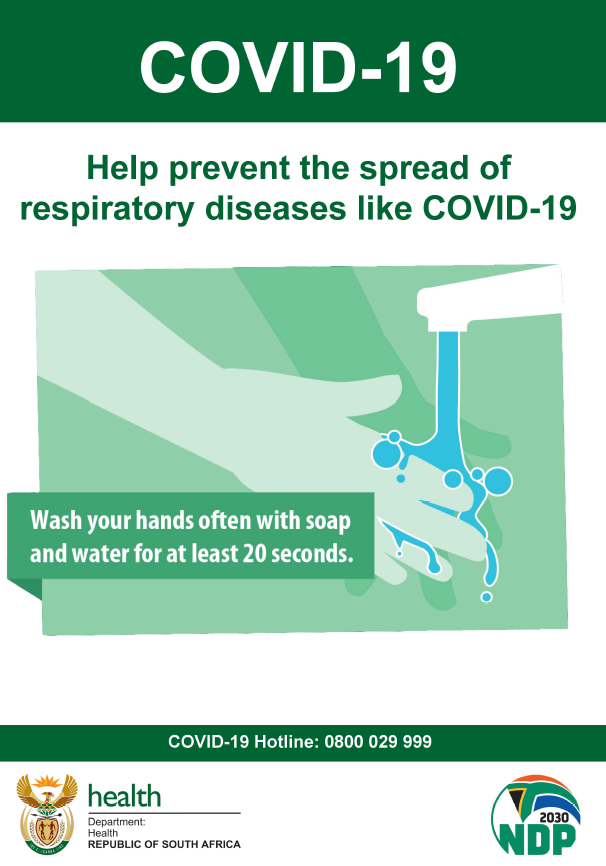 COVID-19
Help prevent the spread of
respiratory diseases like COVID-19
Wash your hands often with soap
and water for at least 20 seconds.
COVID-19 Hotline: 0800 029 999
health
Department:
Health
REPUBLIC OF SOUTH AFRICA
2030
NDP